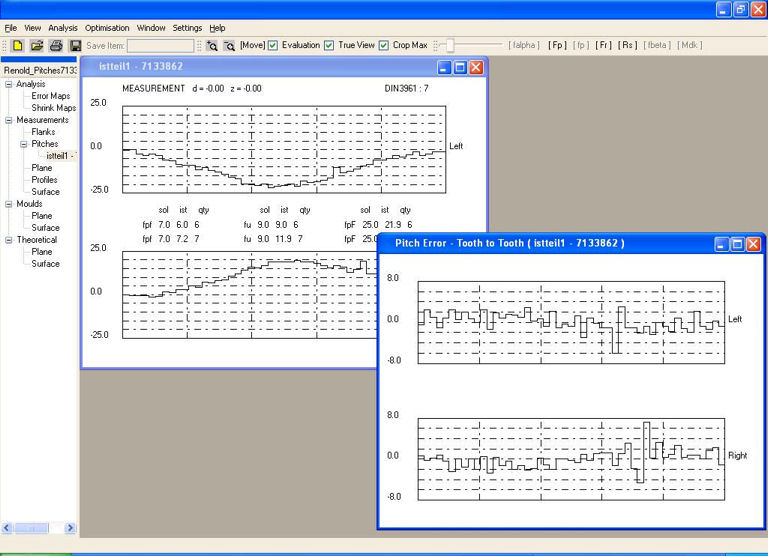 File View Analysis Optimisation Window Settings Help
Save Item: [Move] Evaluation True View Crop Max [falpha] [Fp] [fp] [Fr] [Rs] [fbeta] [Mdk]
Renold_Pitches7133
Analysis
Error Maps
Shrink Maps
Measurements
Flanks
Pitches
istteil1 -
Plane
Profiles
Surface
Moulds
Plane
Surface
Theoretical
Plane
Surface
istteil1 - 7133862
MEASUREMENT d = -0.00 z = -0.00 DIN3961 : 7
25.0
0.0
-25.0
Left
sol ist qty sol ist qty sol ist qty
fpf 7.0 6.0 6 fu 9.0 9.0 6 fpF 25.0 21.9 6
fpf 7.0 7.2 7 fu 9.0 11.9 7 fpF 25.0
25.0
0.0
-25.0
Pitch Error - Tooth to Tooth ( istteil1 - 7133862 )
8.0
0.0
-8.0
Left
8.0
0.0
-8.0
Right